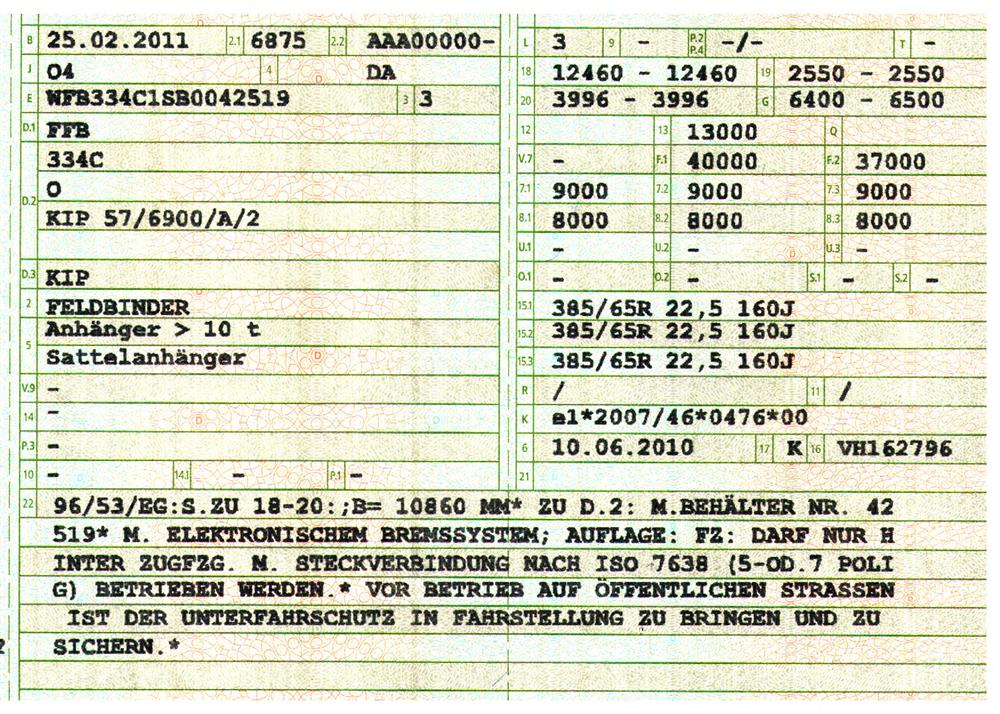 B 25.02.2011 2.1 6875 2.2 AAA00000-
J 04 4 DA
E WFB334C1SB0042519 3 3
D.1 FFB
334C
D.2 O
KIP 57/6900/A/2
D.3 KIP
2 FELDBINDER
Anhänger > 10 t
5 Sattelanhänger
V.9 -
14 -
P.3 -
10 - 14.1 - P.1 -
L 3 9 - P.2 P.4 -/- T -
18 12460 - 12460 19 2550 - 2550
20 3996 - 3996 G 6400 - 6500
12 13 13000 Q
V.7 - F.1 40000 F.2 37000
7.1 9000 7.2 9000 7.3 9000
8.1 8000 8.2 8000 8.3 8000
U.1 - U.2 - U.3 -
O.1 - O.2 - S.1 - S.2 -
15.1 385/65R 22,5 160J
15.2 385/65R 22,5 160J
15.3 385/65R 22,5 160J
R / 11 /
K e1*2007/46*0476*00
6 10.06.2010 17 K 16 VH162796
21
22 96/53/EG:S.ZU 18-20:;B= 10860 MM* ZU D.2: M.BEHÄLTER NR. 42
519* M. ELEKTRONISCHEM BREMSSYSTEM; AUFLAGE: FZ: DARF NUR H
INTER ZUGFZG. M. STECKVERBINDUNG NACH ISO 7638 (5-OD.7 POLI
G) BETRIEBEN WERDEN.* VOR BETRIEB AUF ÖFFENTLICHEN STRASSEN
IST DER UNTERFAHRSCHUTZ IN FAHRSTELLUNG ZU BRINGEN UND ZU
SICHERN.*